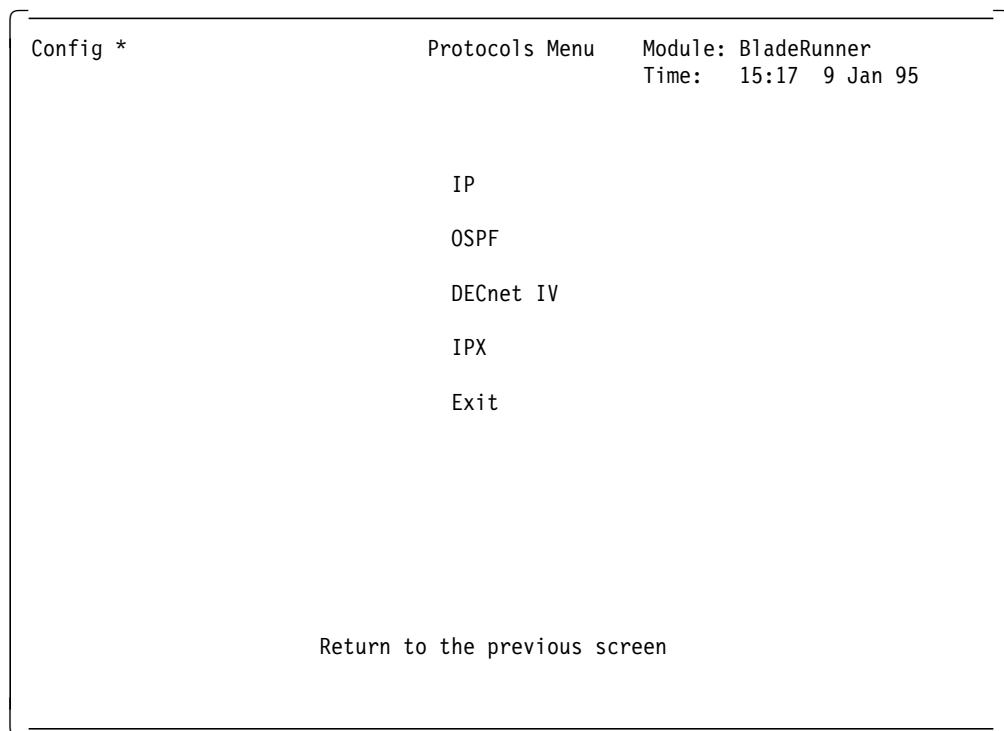 Config * Protocols Menu Module: BladeRunner
Time: 15:17 9 Jan 95
IP
OSPF
DECnet IV
IPX
Exit
Return to the previous screen